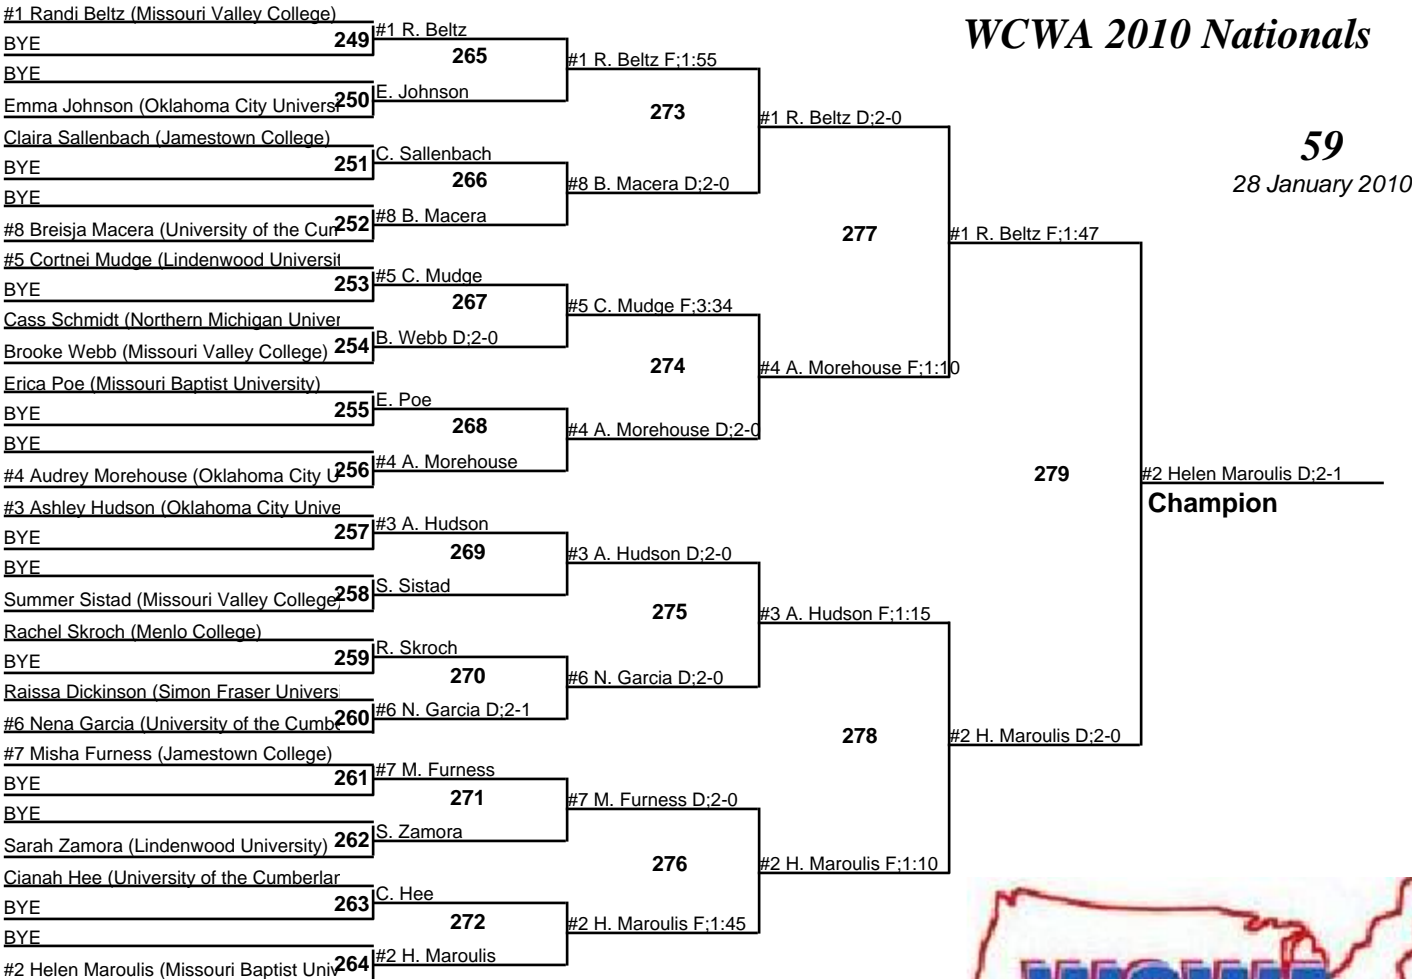 WCWA 2010 Nationals
59
28 January 2010
#1 Randi Beltz (Missouri Valley College)
BYE
249
BYE
Emma Johnson (Oklahoma City Universi
250
Claira Sallenbach (Jamestown College)
BYE
251
BYE
#8 Breisja Macera (University of the Cum
252
#5 Cortnei Mudge (Lindenwood Universit
BYE
253
Cass Schmidt (Northern Michigan Univer
Brooke Webb (Missouri Valley College)
254
Erica Poe (Missouri Baptist University)
BYE
255
BYE
#4 Audrey Morehouse (Oklahoma City U
256
#3 Ashley Hudson (Oklahoma City Unive
BYE
257
BYE
Summer Sistad (Missouri Valley College)
258
Rachel Skroch (Menlo College)
BYE
259
Raissa Dickinson (Simon Fraser Universi
#6 Nena Garcia (University of the Cumbe
260
#7 Misha Furness (Jamestown College)
BYE
261
BYE
Sarah Zamora (Lindenwood University)
262
Cianah Hee (University of the Cumberlan
BYE
263
BYE
#2 Helen Maroulis (Missouri Baptist Univ
264
#1 R. Beltz
265
E. Johnson
C. Sallenbach
266
#8 B. Macera
#5 C. Mudge
267
B. Webb D;2-0
E. Poe
268
#4 A. Morehouse
#3 A. Hudson
269
S. Sistad
R. Skroch
270
#6 N. Garcia D;2-1
#7 M. Furness
271
S. Zamora
C. Hee
272
#2 H. Maroulis
#1 R. Beltz F;1:55
273
#8 B. Macera D;2-0
#5 C. Mudge F;3:34
274
#4 A. Morehouse D;2-0
#3 A. Hudson D;2-0
275
#6 N. Garcia D;2-0
#7 M. Furness D;2-0
276
#2 H. Maroulis F;1:45
#1 R. Beltz D;2-0
277
#4 A. Morehouse F;1:10
#3 A. Hudson F;1:15
278
#2 H. Maroulis F;1:10
#1 R. Beltz F;1:47
279
#2 H. Maroulis D;2-0
#2 Helen Maroulis D;2-1
Champion